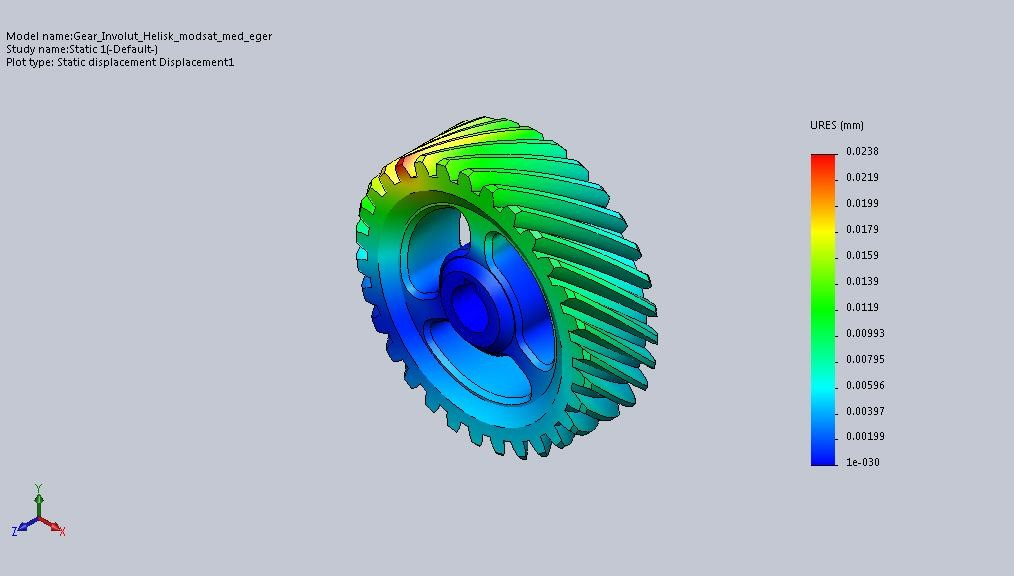 Model name:Gear_Involut_Helisk_modsat_med_eger
Study name:Static 1(-Default-)
Plot type: Static displacement Displacement1
URES (mm)
0.0238
0.0219
0.0199
0.0179
0.0159
0.0139
0.0119
0.00993
0.00795
0.00596
0.00397
0.00199
1e-030
Y
Z
X